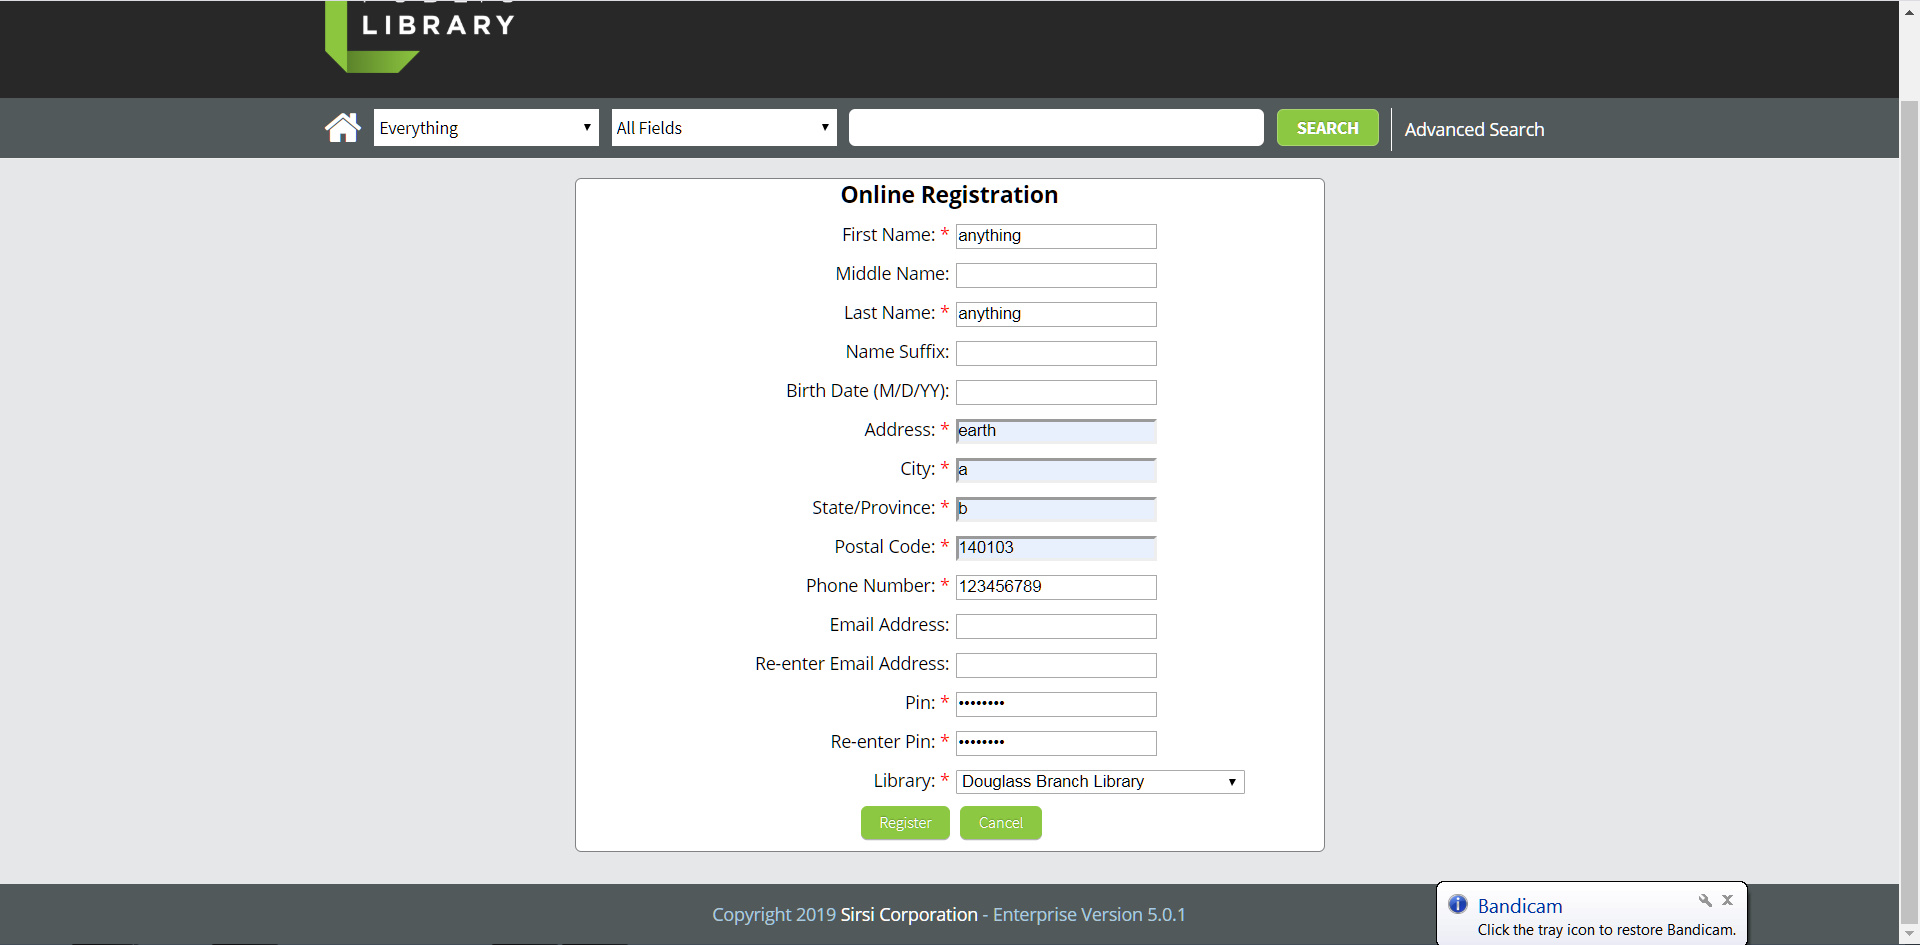 LIBRARY
Everything All Fields SEARCH Advanced Search
Online Registration
First Name: * anything
Middle Name:
Last Name: * anything
Name Suffix:
Birth Date (M/D/YY):
Address: * earth
City: * a
State/Province: * b
Postal Code: * 140103
Phone Number: * 123456789
Email Address:
Re-enter Email Address:
Pin: * ••••••••
Re-enter Pin: * ••••••••
Library: * Douglass Branch Library
Register Cancel
Copyright 2019 Sirsi Corporation - Enterprise Version 5.0.1
Bandicam
Click the tray icon to restore Bandicam.